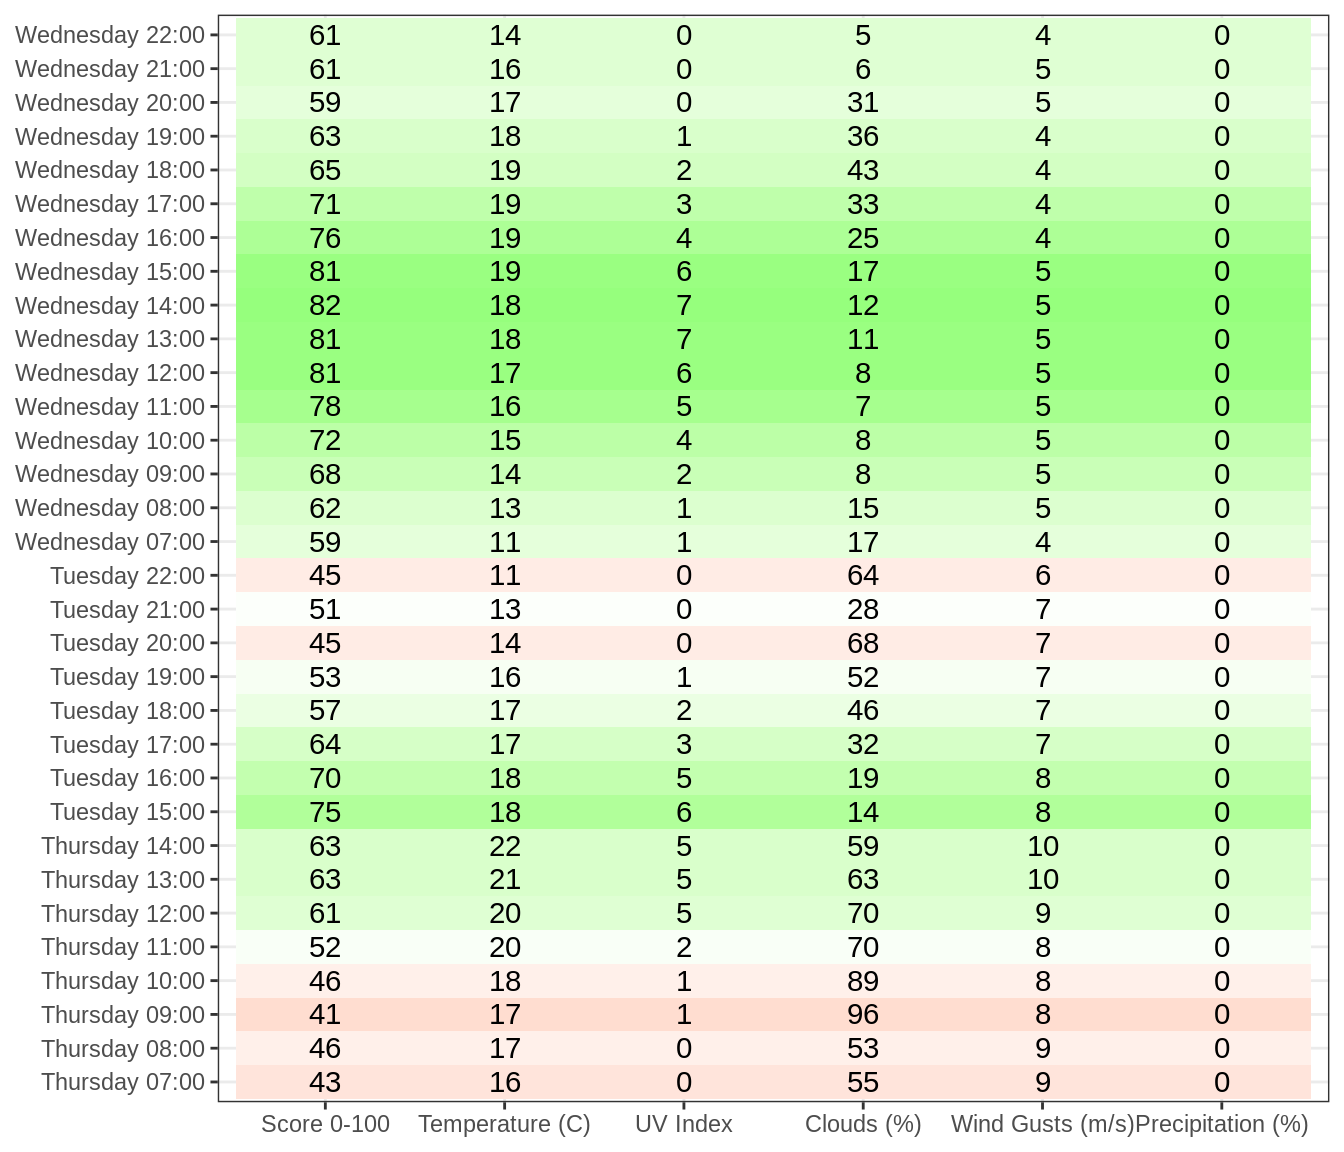 Wednesday 22:00 61 14 0 5 4 0
Wednesday 21:00 61 16 0 6 5 0
Wednesday 20:00 59 17 0 31 5 0
Wednesday 19:00 63 18 1 36 4 0
Wednesday 18:00 65 19 2 43 4 0
Wednesday 17:00 71 19 3 33 4 0
Wednesday 16:00 76 19 4 25 4 0
Wednesday 15:00 81 19 6 17 5 0
Wednesday 14:00 82 18 7 12 5 0
Wednesday 13:00 81 18 7 11 5 0
Wednesday 12:00 81 17 6 8 5 0
Wednesday 11:00 78 16 5 7 5 0
Wednesday 10:00 72 15 4 8 5 0
Wednesday 09:00 68 14 2 8 5 0
Wednesday 08:00 62 13 1 15 5 0
Wednesday 07:00 59 11 1 17 4 0
Tuesday 22:00 45 11 0 64 6 0
Tuesday 21:00 51 13 0 28 7 0
Tuesday 20:00 45 14 0 68 7 0
Tuesday 19:00 53 16 1 52 7 0
Tuesday 18:00 57 17 2 46 7 0
Tuesday 17:00 64 17 3 32 7 0
Tuesday 16:00 70 18 5 19 8 0
Tuesday 15:00 75 18 6 14 8 0
Thursday 14:00 63 22 5 59 10 0
Thursday 13:00 63 21 5 63 10 0
Thursday 12:00 61 20 5 70 9 0
Thursday 11:00 52 20 2 70 8 0
Thursday 10:00 46 18 1 89 8 0
Thursday 09:00 41 17 1 96 8 0
Thursday 08:00 46 17 0 53 9 0
Thursday 07:00 43 16 0 55 9 0
Score 0-100 Temperature (C) UV Index Clouds (%) Wind Gusts (m/s) Precipitation (%)